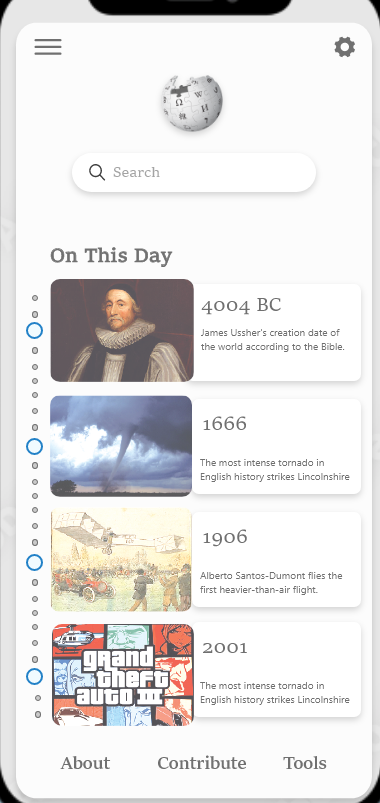 Search
On This Day
4004 BC
James Ussher's creation date of
the world according to the Bible.
1666
The most intense tornado in
English history strikes Lincolnshire
1906
Alberto Santos-Dumont flies the
first heavier-than-air flight.
grand
theft
auto III
2001
The most intense tornado in
English history strikes Lincolnshire
About
Contribute
Tools